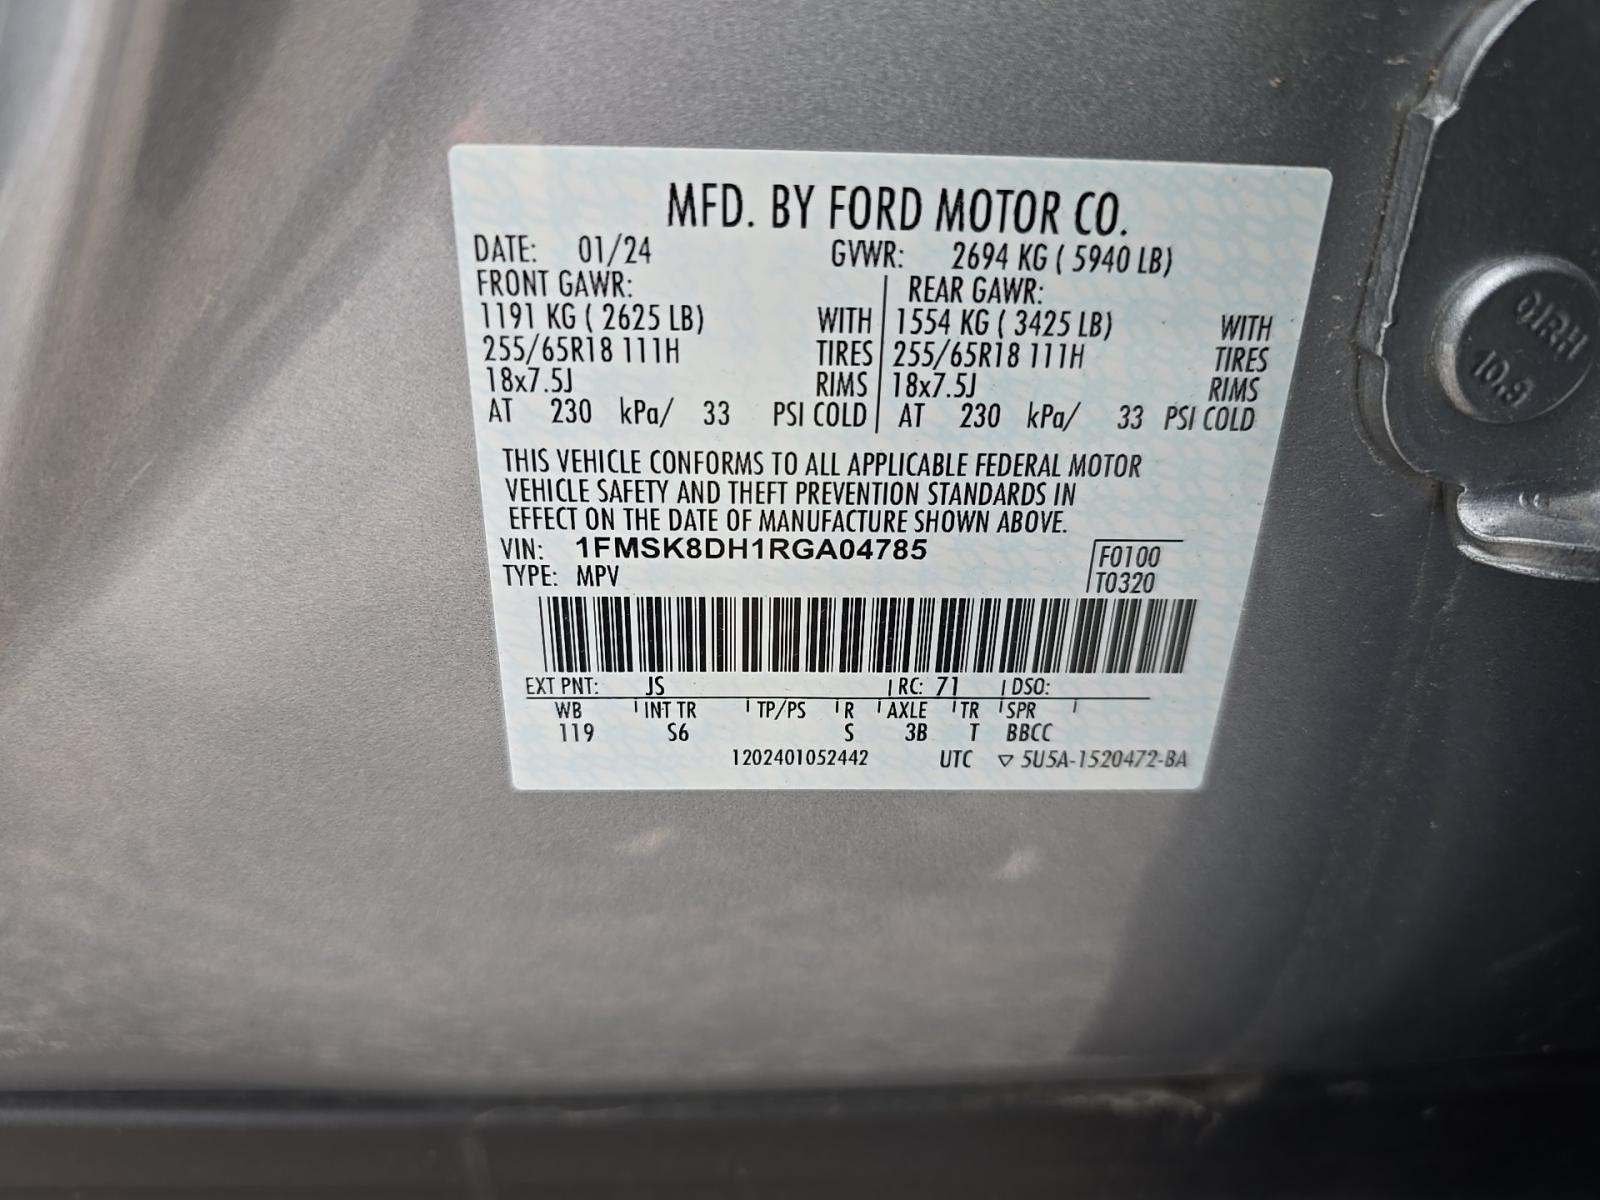 MFD. BY FORD MOTOR CO.
DATE: 01/24 GVWR: 2694 KG ( 5940 LB)
FRONT GAWR: REAR GAWR:
1191 KG ( 2625 LB) WITH 1554 KG ( 3425 LB) WITH
255/65R18 111H TIRES 255/65R18 111H TIRES
18x7.5J RIMS 18x7.5J RIMS
AT 230 kPa/ 33 PSI COLD AT 230 kPa/ 33 PSI COLD
THIS VEHICLE CONFORMS TO ALL APPLICABLE FEDERAL MOTOR
VEHICLE SAFETY AND THEFT PREVENTION STANDARDS IN
EFFECT ON THE DATE OF MANUFACTURE SHOWN ABOVE.
VIN: 1FMSK8DH1RGA04785 F0100
TYPE: MPV T0320
EXT PNT: JS RC: 71 DSO:
WB INT TR TP/PS R AXLE TR SPR
119 S6 S 3B T BBCC
1202401052442 UTC ▽ 5U5A-1520472-BA
10.9